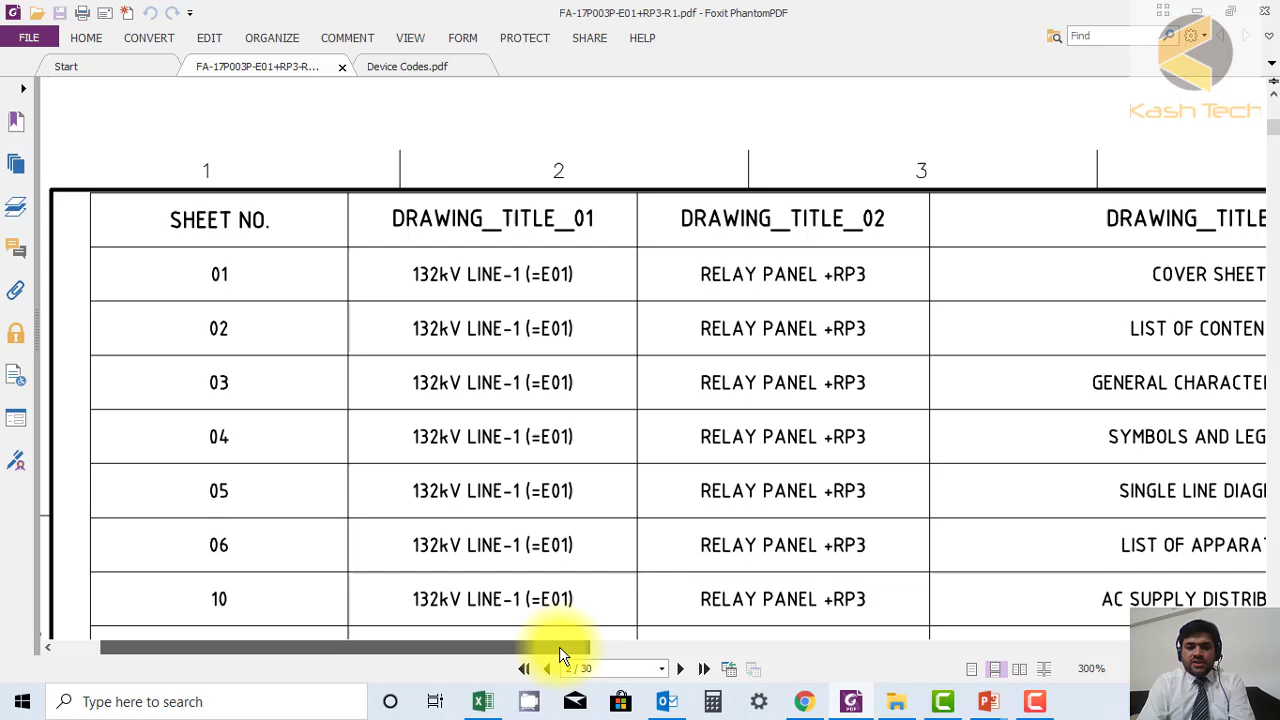 FA-17P003P-E01+RP3-R1.pdf - Foxit PhantomPDF
FILE HOME CONVERT EDIT ORGANIZE COMMENT VIEW FORM PROTECT SHARE HELP Find
Start FA-17P003P-E01+RP3-R... Device Codes.pdf
Kash Tech
1 2 3
SHEET NO. DRAWING_TITLE_01 DRAWING_TITLE_02 DRAWING_TITLE
01 132kV LINE-1 (=E01) RELAY PANEL +RP3 COVER SHEET
02 132kV LINE-1 (=E01) RELAY PANEL +RP3 LIST OF CONTEN
03 132kV LINE-1 (=E01) RELAY PANEL +RP3 GENERAL CHARACTE
04 132kV LINE-1 (=E01) RELAY PANEL +RP3 SYMBOLS AND LEG
05 132kV LINE-1 (=E01) RELAY PANEL +RP3 SINGLE LINE DIAG
06 132kV LINE-1 (=E01) RELAY PANEL +RP3 LIST OF APPARA
10 132kV LINE-1 (=E01) RELAY PANEL +RP3 AC SUPPLY DISTRIB
2 / 30 300%
Type here to search